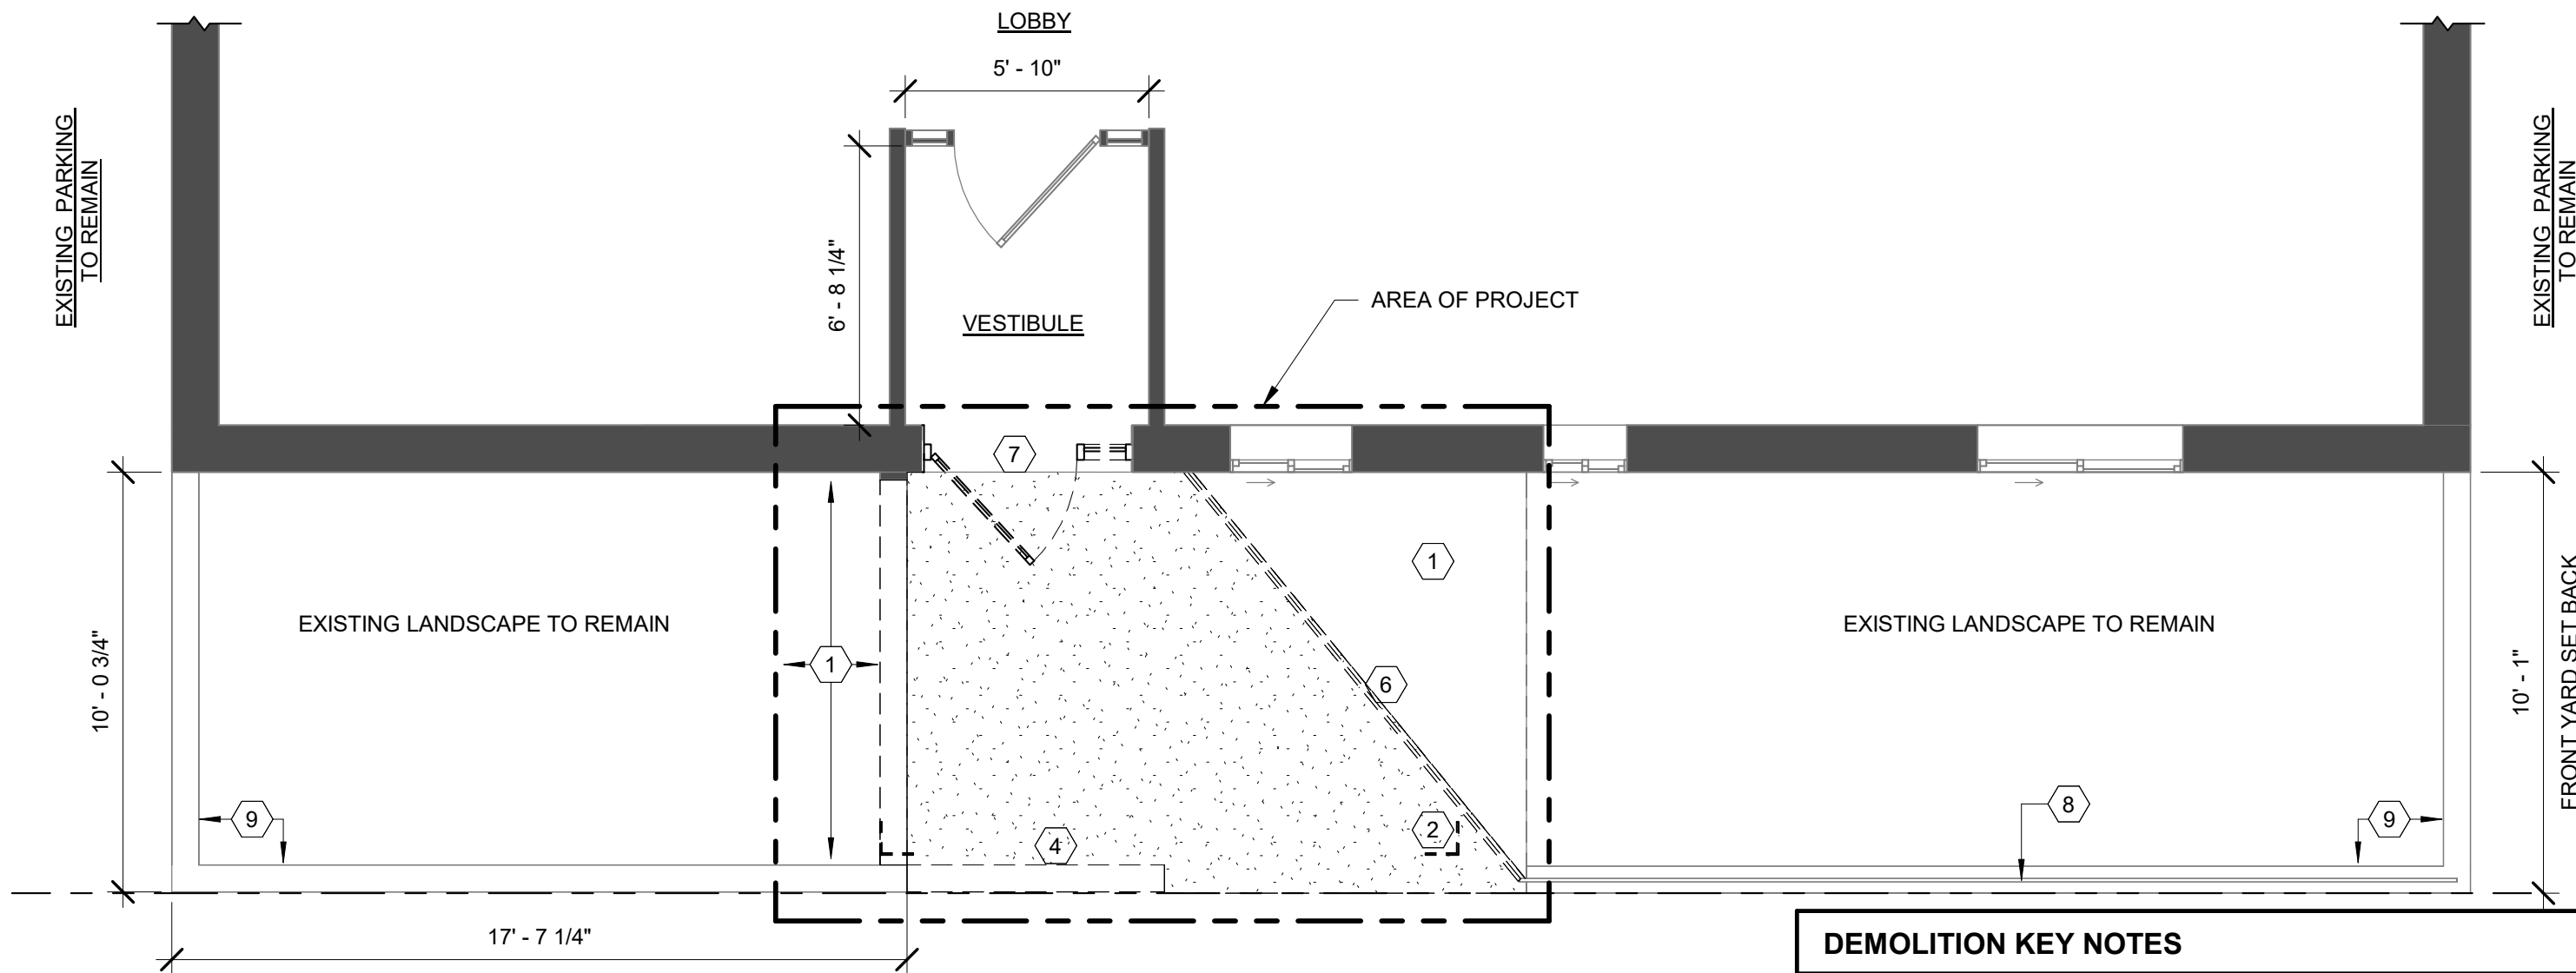 LOBBY
5' - 10"
EXISTING PARKING
TO REMAIN
EXISTING PARKING
TO REMAIN
6' - 8 1/4"
AREA OF PROJECT
VESTIBULE
7
1
EXISTING LANDSCAPE TO REMAIN
EXISTING LANDSCAPE TO REMAIN
10' - 0 3/4"
1
6
10' - 1"
FRONT YARD SET BACK
9
4
2
8
9
17' - 7 1/4"
DEMOLITION KEY NOTES